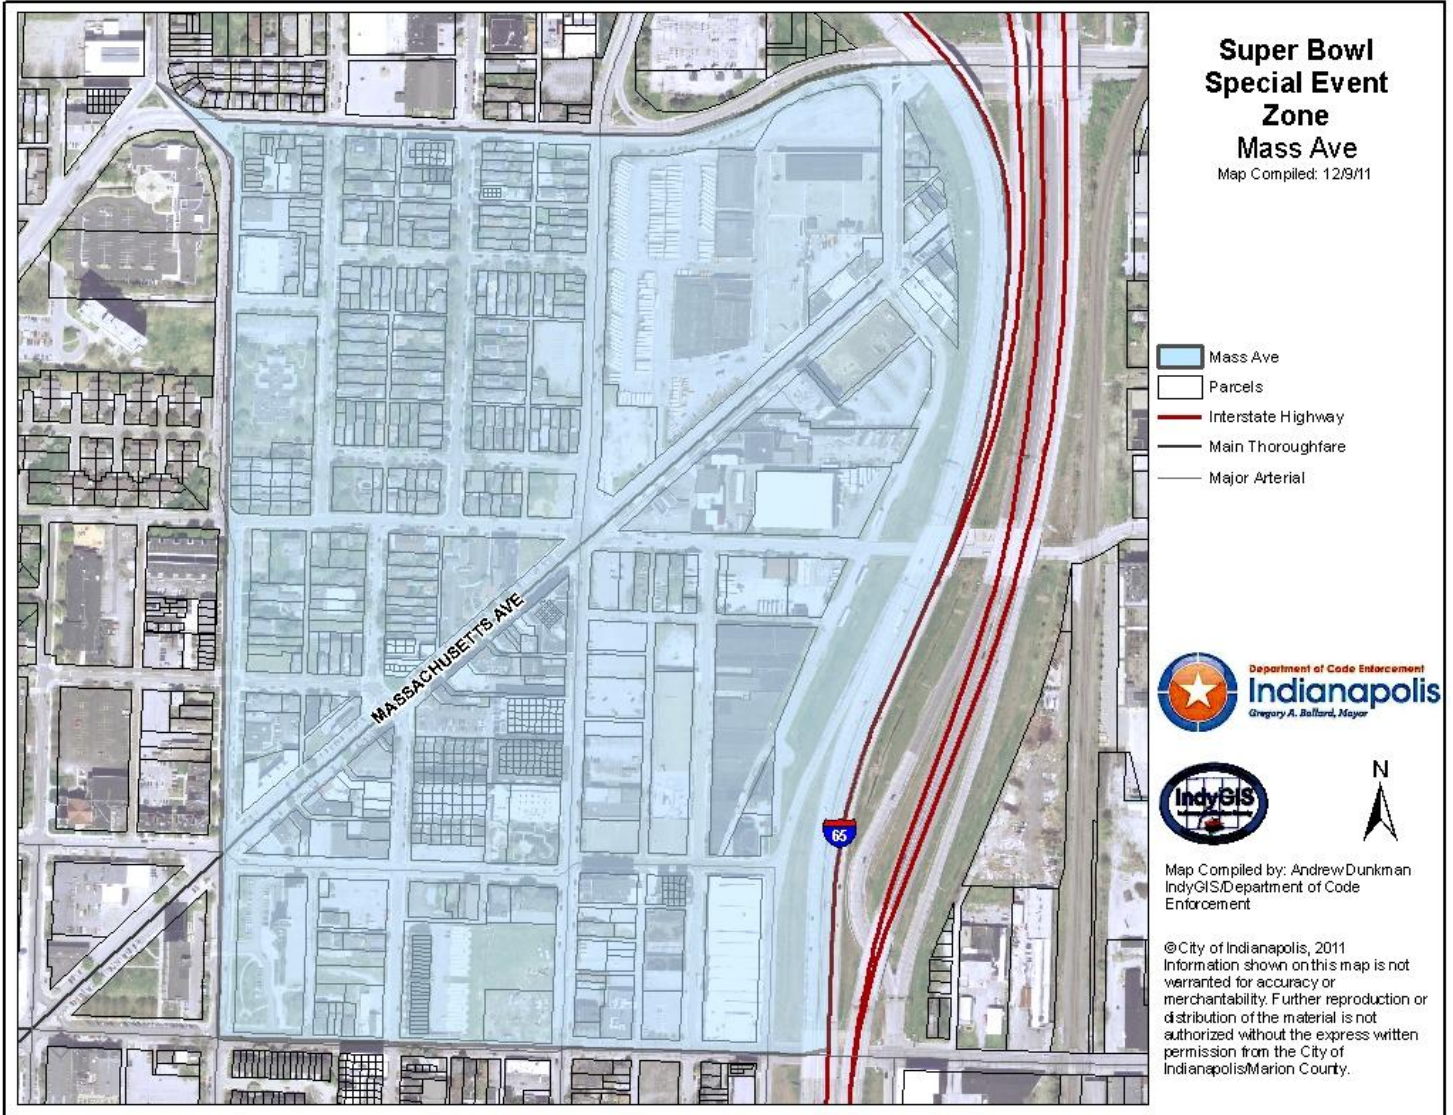 Super Bowl
Special Event
Zone
Mass Ave
Map Compiled: 12/9/11
Mass Ave
Parcels
Interstate Highway
Main Thoroughfare
Major Arterial
MASSACHUSETTS AVE
65
Department of Code Enforcement
Indianapolis
Gregory A. Ballard, Mayor
IndyGIS
N
Map Compiled by: Andrew Dunkman
IndyGIS/Department of Code
Enforcement
©City of Indianapolis, 2011
Information shown on this map is not
warranted for accuracy or
merchantability. Further reproduction or
distribution of the material is not
authorized without the express written
permission from the City of
Indianapolis/Marion County.